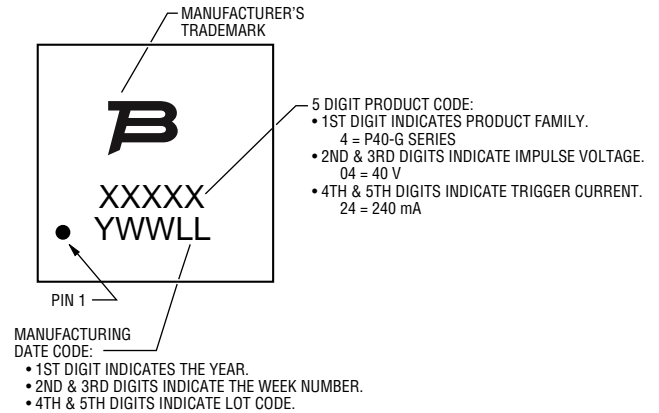 MANUFACTURER'S
TRADEMARK
5 DIGIT PRODUCT CODE:
• 1ST DIGIT INDICATES PRODUCT FAMILY.
4 = P40-G SERIES
• 2ND & 3RD DIGITS INDICATE IMPULSE VOLTAGE.
04 = 40 V
• 4TH & 5TH DIGITS INDICATE TRIGGER CURRENT.
24 = 240 mA
XXXXX
YWWLL
PIN 1
MANUFACTURING
DATE CODE:
• 1ST DIGIT INDICATES THE YEAR.
• 2ND & 3RD DIGITS INDICATE THE WEEK NUMBER.
• 4TH & 5TH DIGITS INDICATE LOT CODE.